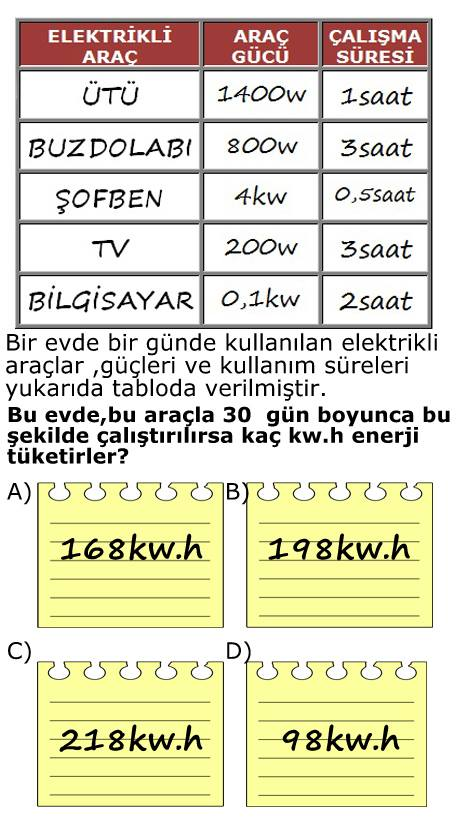 ELEKTRİKLİ ARAÇ ARAÇ GÜCÜ ÇALIŞMA SÜRESİ
ÜTÜ 1400w 1saat
BUZDOLABI 800w 3saat
ŞOFBEN 4kw 0,5saat
TV 200w 3saat
BİLGİSAYAR 0,1kw 2saat
Bir evde bir günde kullanılan elektrikli
araçlar ,güçleri ve kullanım süreleri
yukarıda tabloda verilmiştir.
Bu evde,bu araçla 30 gün boyunca bu
şekilde çalıştırılırsa kaç kw.h enerji
tüketirler?
A) 168kw.h B) 198kw.h
C) 218kw.h D) 98kw.h